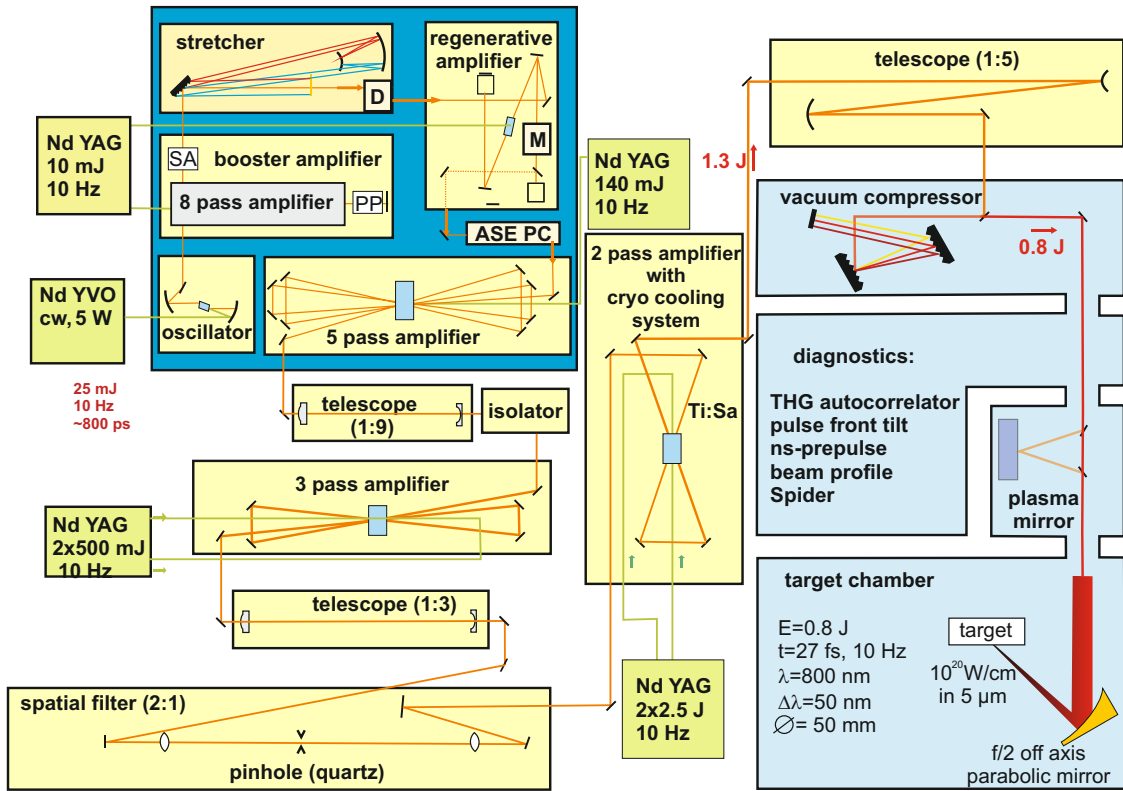 stretcher
D
regenerative
amplifier
M
Nd YAG
10 mJ
10 Hz
SA
booster amplifier
8 pass amplifier
PP
ASE PC
Nd YAG
140 mJ
10 Hz
Nd YVO
cw, 5 W
oscillator
5 pass amplifier
25 mJ
10 Hz
~800 ps
telescope
(1:9)
isolator
3 pass amplifier
Nd YAG
2x500 mJ
10 Hz
telescope (1:3)
spatial filter (2:1)
pinhole (quartz)
2 pass amplifier
with
cryo cooling
system
Ti:Sa
Nd YAG
2x2.5 J
10 Hz
1.3 J
telescope (1:5)
vacuum compressor
0.8 J
diagnostics:
THG autocorrelator
pulse front tilt
ns-prepulse
beam profile
Spider
plasma
mirror
target chamber
E=0.8 J
t=27 fs, 10 Hz
λ=800 nm
Δλ=50 nm
∅= 50 mm
target
10²⁰W/cm
in 5 µm
f/2 off axis
parabolic mirror